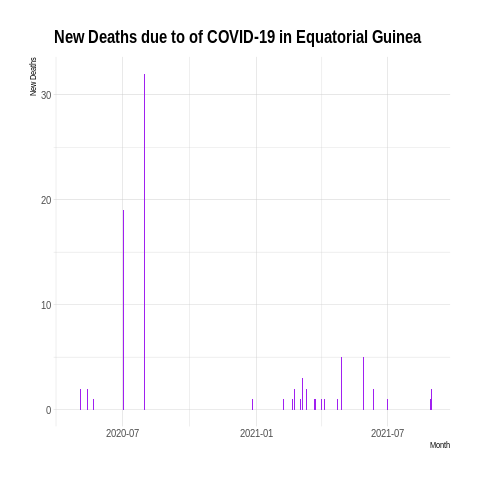 New Deaths due to of COVID-19 in Equatorial Guinea
New Deaths
30
20
10
0
2020-07
2021-01
2021-07
Month